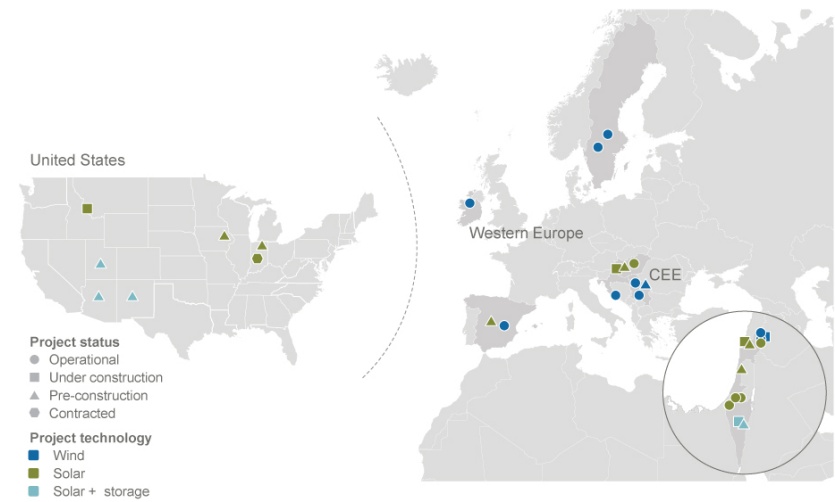 United States
Western Europe
CEE
Project status
Operational
Under construction
Pre-construction
Contracted
Project technology
Wind
Solar
Solar + storage